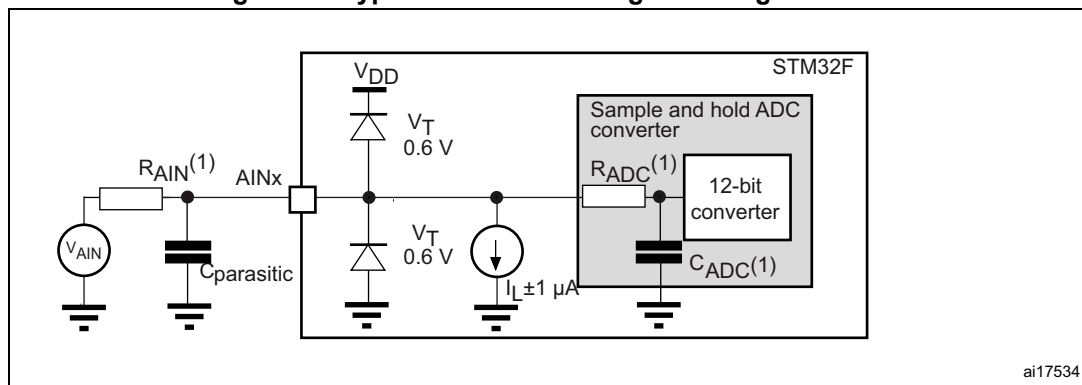 STM32F
VDD
Sample and hold ADC
converter
VT
0.6 V
RAIN(1)
AINx
RADC(1)
12-bit
converter
VAIN
Cparasitic
VT
0.6 V
IL±1 µA
CADC(1)
ai17534